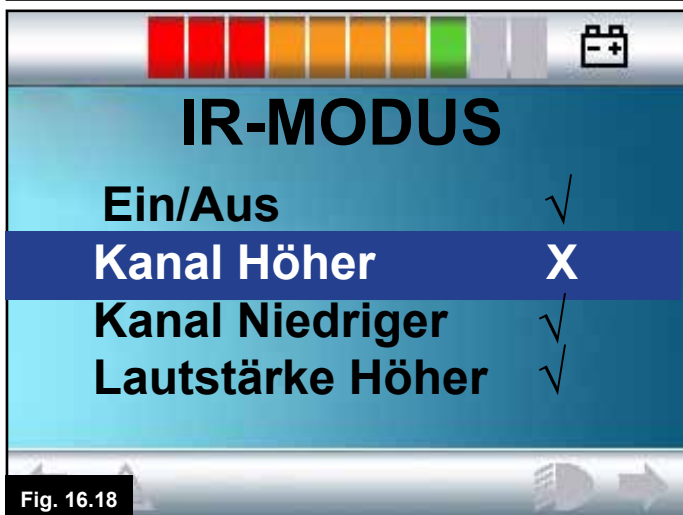 IR-MODUS
Ein/Aus √
Kanal Höher X
Kanal Niedriger √
Lautstärke Höher √
Fig. 16.18